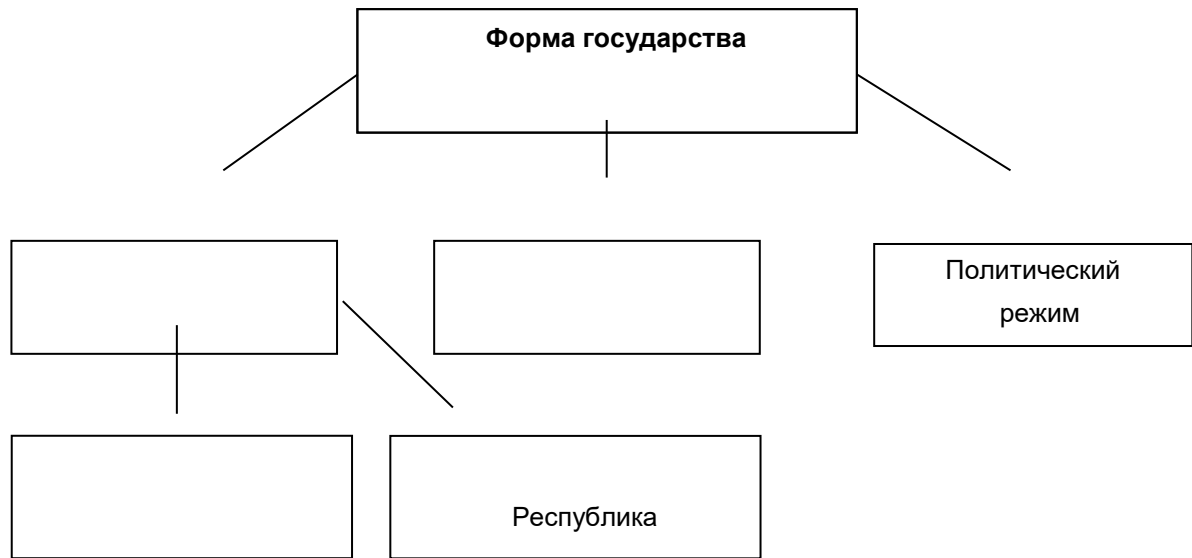 Форма государства
Политический
режим
Республика